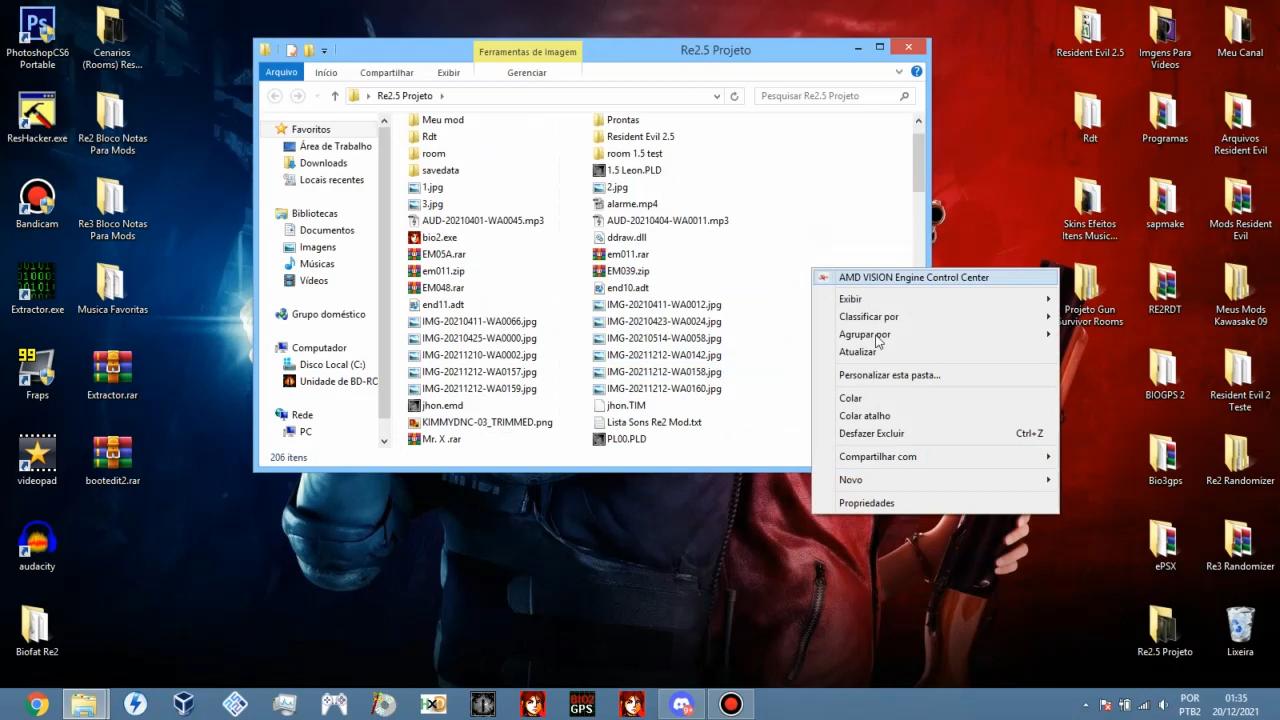 PhotoshopCS6
Portable
Cenarios
(Rooms) Res...
ResHacker.exe
Re2 Bloco Notas
Para Mods
Bandicam
Re3 Bloco Notas
Para Mods
Extractor.exe
Musica Favoritas
99
Fraps
Extractor.rar
videopad
bootedit2.rar
audacity
Biofat Re2
Ferramentas de Imagem
Re2.5 Projeto
Arquivo
Início
Compartilhar
Exibir
Gerenciar
Re2.5 Projeto
Pesquisar Re2.5 Projeto
Favoritos
Área de Trabalho
Downloads
Locais recentes
Bibliotecas
Documentos
Imagens
Músicas
Vídeos
Grupo doméstico
Computador
Disco Local (C:)
Unidade de BD-RC
Rede
PC
Meu mod
Prontas
Rdt
Resident Evil 2.5
room
room 1.5 test
savedata
1.5 Leon.PLD
1.jpg
2.jpg
3.jpg
alarme.mp4
AUD-20210401-WA0045.mp3
AUD-20210404-WA0011.mp3
bio2.exe
ddraw.dll
EM05A.rar
em011.rar
em011.zip
EM039.zip
EM048.rar
end10.adt
end11.adt
IMG-20210411-WA0012.jpg
IMG-20210411-WA0066.jpg
IMG-20210423-WA0024.jpg
IMG-20210425-WA0000.jpg
IMG-20210514-WA0058.jpg
IMG-20211210-WA0002.jpg
IMG-20211212-WA0142.jpg
IMG-20211212-WA0157.jpg
IMG-20211212-WA0158.jpg
IMG-20211212-WA0159.jpg
IMG-20211212-WA0160.jpg
jhon.emd
jhon.TIM
KIMMYDNC-03_TRIMMED.png
Lista Sons Re2 Mod.txt
Mr. X .rar
PL00.PLD
206 itens
AMD VISION Engine Control Center
Exibir
Classificar por
Agrupar por
Atualizar
Personalizar esta pasta...
Colar
Colar atalho
Desfazer Excluir
Ctrl+Z
Compartilhar com
Novo
Propriedades
Resident Evil 2.5
Imgens Para
Videos
Meu Canal
Rdt
Programas
Arquivos
Resident Evil
Skins Efeitos
Itens Music...
sapmake
Mods Resident
Evil
Projeto Gun
Survivor Rooms
RE2RDT
Meus Mods
Kawasake 09
BIOGPS 2
Resident Evil 2
Teste
Bio3gps
Re2 Randomizer
ePSX
Re3 Randomizer
Re2.5 Projeto
Lixeira
BIO2
GPS
POR
PTB2
01:35
20/12/2021